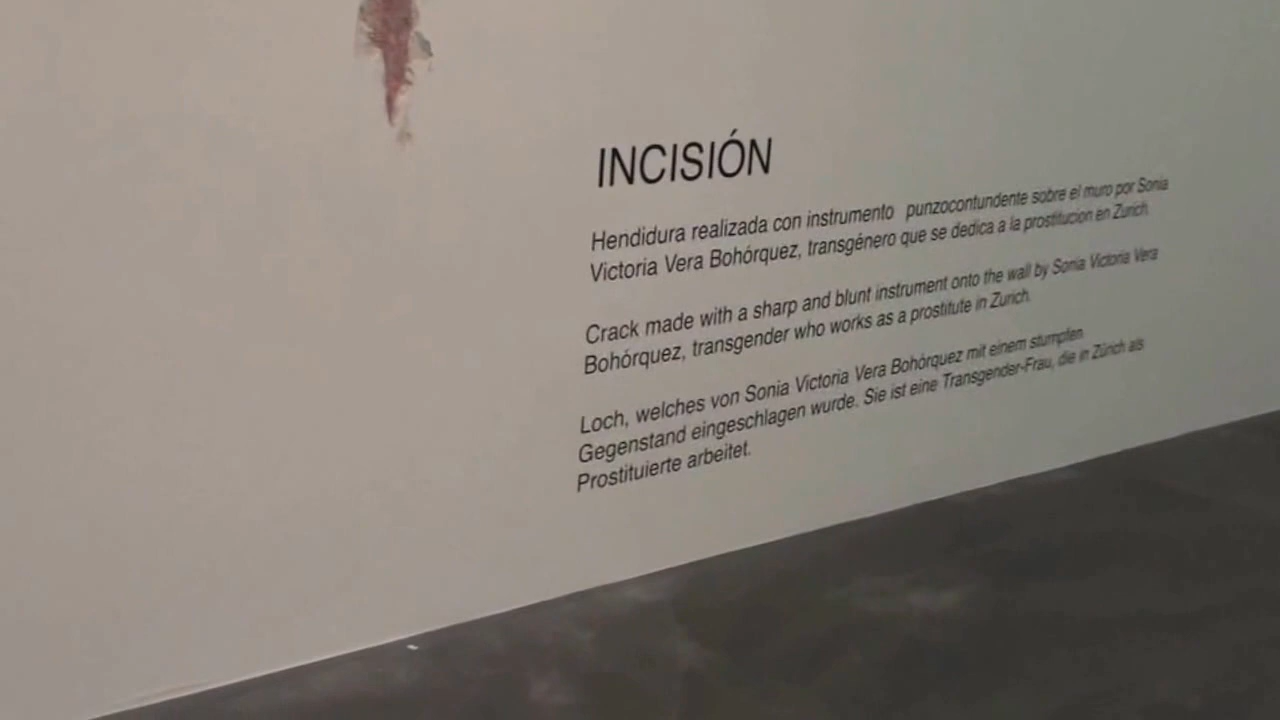 INCISIÓN
Hendidura realizada con instrumento punzocontundente sobre el muro por Sonia
Victoria Vera Bohórquez, transgénero que se dedica a la prostitucion en Zurich.
Crack made with a sharp and blunt instrument onto the wall by Sonia Victoria Vera
Bohórquez, transgender who works as a prostitute in Zurich.
Loch, welches von Sonia Victoria Vera Bohórquez mit einem stumpfen
Gegenstand eingeschlagen wurde. Sie ist eine Transgender-Frau, die in Zürich als
Prostituierte arbeitet.